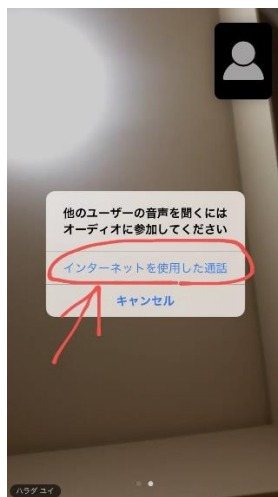 他のユーザーの音声を聞くには
オーディオに参加してください
インターネットを使用した通話
キャンセル
ハラダ ユイ